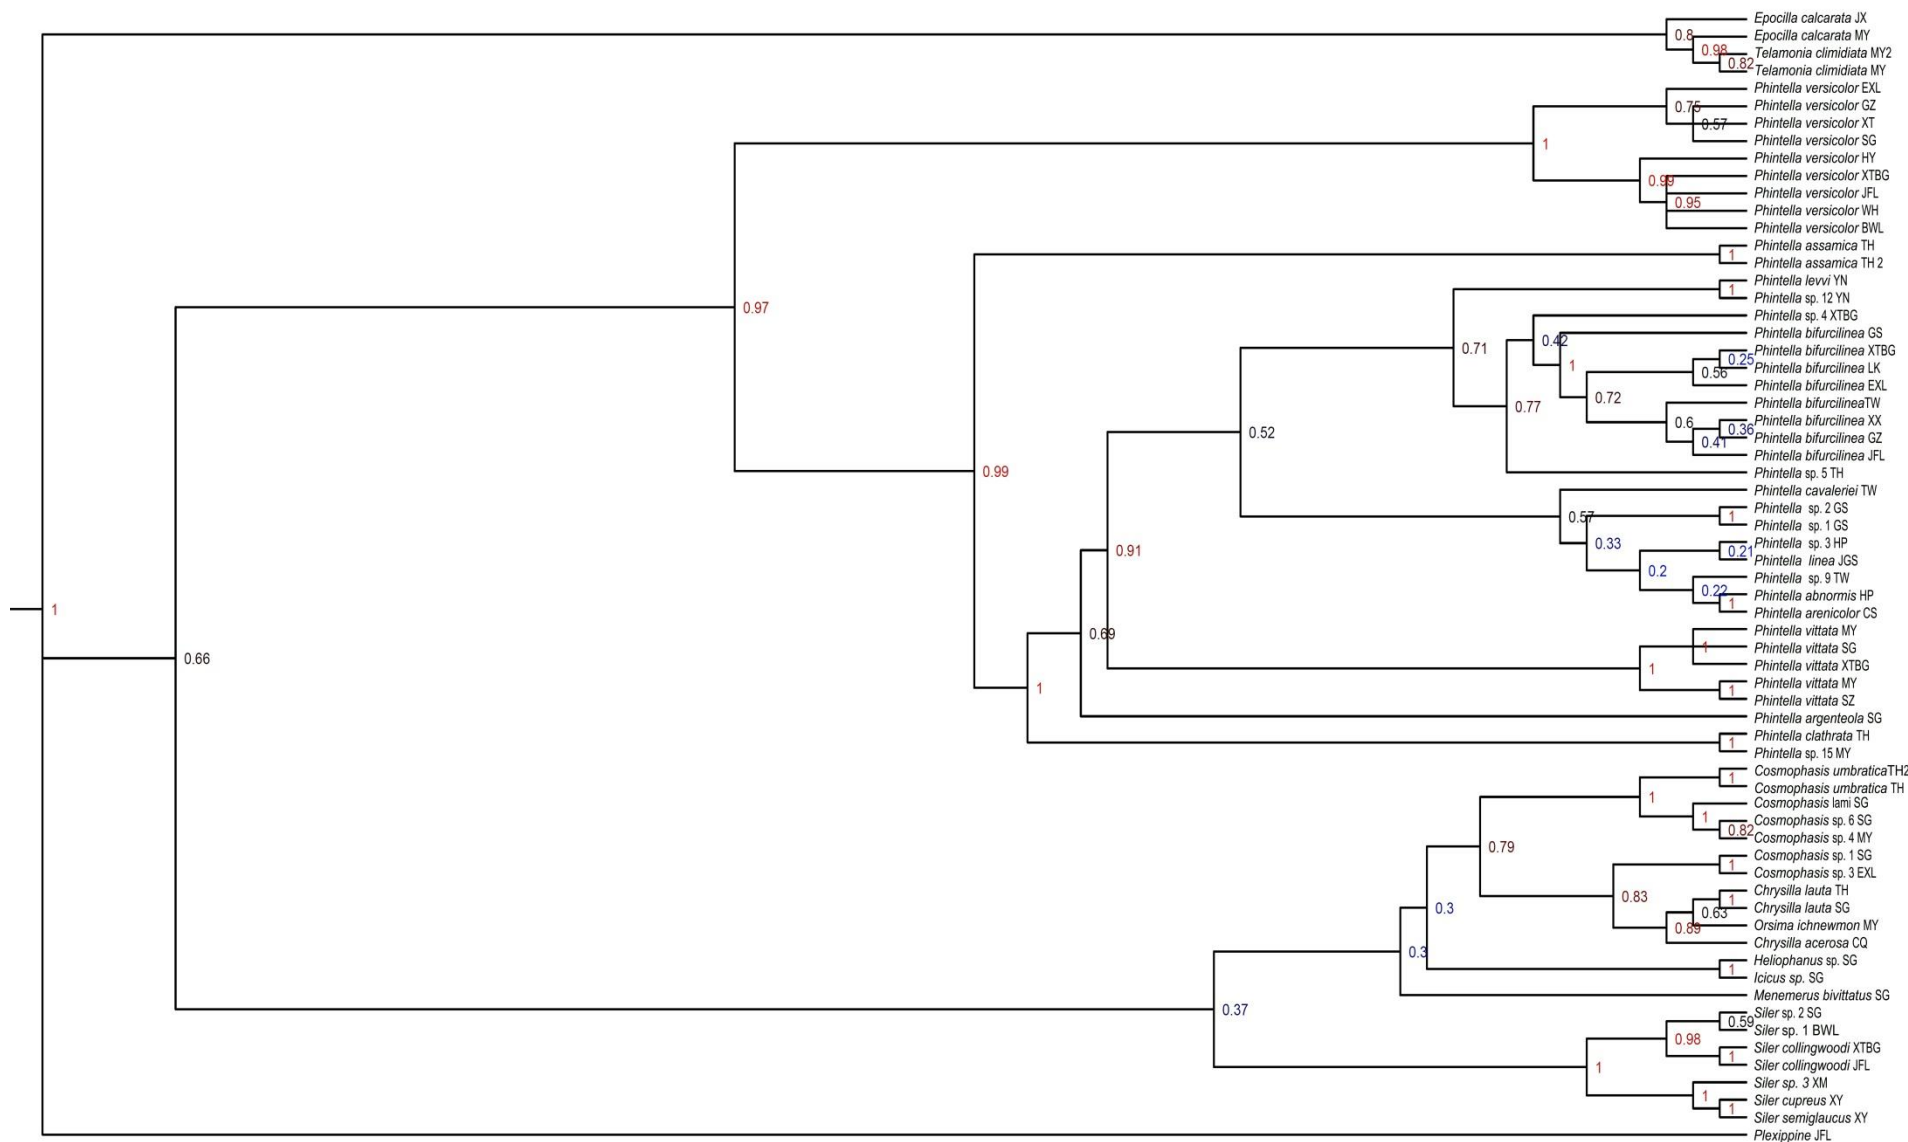 Epocilla calcarata JX
0.8
Epocilla calcarata MY
0.98
Telamonia climidiata MY2
0.82
Telamonia climidiata MY
Phintella versicolor EXL
0.75
Phintella versicolor GZ
0.57
Phintella versicolor XT
Phintella versicolor SG
1
Phintella versicolor HY
0.99
Phintella versicolor XTBG
Phintella versicolor JFL
0.95
Phintella versicolor WH
Phintella versicolor BWL
Phintella assamica TH
1
Phintella assamica TH 2
Phintella levvi YN
1
Phintella sp. 12 YN
0.97
Phintella sp. 4 XTBG
Phintella bifurcilinea GS
0.42
0.71
Phintella bifurcilinea XTBG
0.25
1
Phintella bifurcilinea LK
0.56
Phintella bifurcilinea EXL
0.72
0.77
Phintella bifurcilineaTW
Phintella bifurcilinea XX
0.6
0.36
0.52
Phintella bifurcilinea GZ
0.41
Phintella bifurcilinea JFL
0.99
Phintella sp. 5 TH
Phintella cavaleriei TW
Phintella sp. 2 GS
0.57
1
Phintella sp. 1 GS
0.33
Phintella sp. 3 HP
0.91
0.21
Phintella linea JGS
0.2
Phintella sp. 9 TW
0.22
Phintella abnormis HP
1
1
Phintella arenicolor CS
0.69
Phintella vittata MY
1
Phintella vittata SG
0.66
1
Phintella vittata XTBG
Phintella vittata MY
1
1
Phintella vittata SZ
Phintella argenteola SG
Phintella clathrata TH
1
Phintella sp. 15 MY
Cosmophasis umbraticaTH2
1
Cosmophasis umbratica TH
1
Cosmophasis lami SG
1
Cosmophasis sp. 6 SG
0.82
Cosmophasis sp. 4 MY
0.79
Cosmophasis sp. 1 SG
1
Cosmophasis sp. 3 EXL
0.83
Chrysilla lauta TH
1
0.3
Chrysilla lauta SG
0.63
Orsima ichnewmon MY
0.89
Chrysilla acerosa CQ
0.3
Heliophanus sp. SG
1
Icicus sp. SG
Menemerus bivittatus SG
0.37
Siler sp. 2 SG
0.59
Siler sp. 1 BWL
0.98
Siler collingwoodi XTBG
1
1
Siler collingwoodi JFL
Siler sp. 3 XM
1
Siler cupreus XY
1
Siler semiglaucus XY
Plexippine JFL